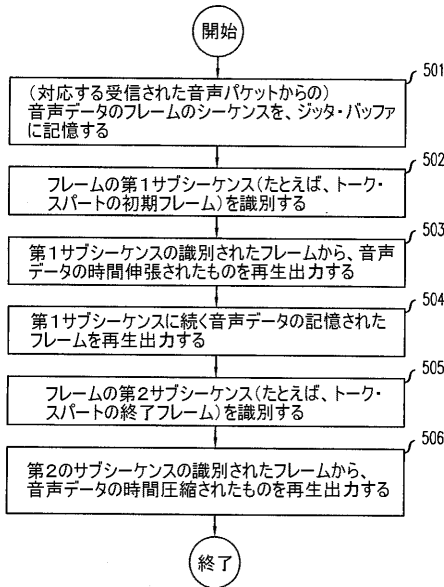 開始
501
(対応する受信された音声パケットからの)
音声データのフレームのシーケンスを、ジッタ・バッファ
に記憶する
502
フレームの第1サブシーケンス(たとえば、トーク・
スパートの初期フレーム)を識別する
503
第1サブシーケンスの識別されたフレームから、音声
データの時間伸張されたものを再生出力する
504
第1サブシーケンスに続く音声データの記憶された
フレームを再生出力する
505
フレームの第2サブシーケンス(たとえば、トーク・
スパートの終了フレーム)を識別する
506
第2のサブシーケンスの識別されたフレームから、
音声データの時間圧縮されたものを再生出力する
終了